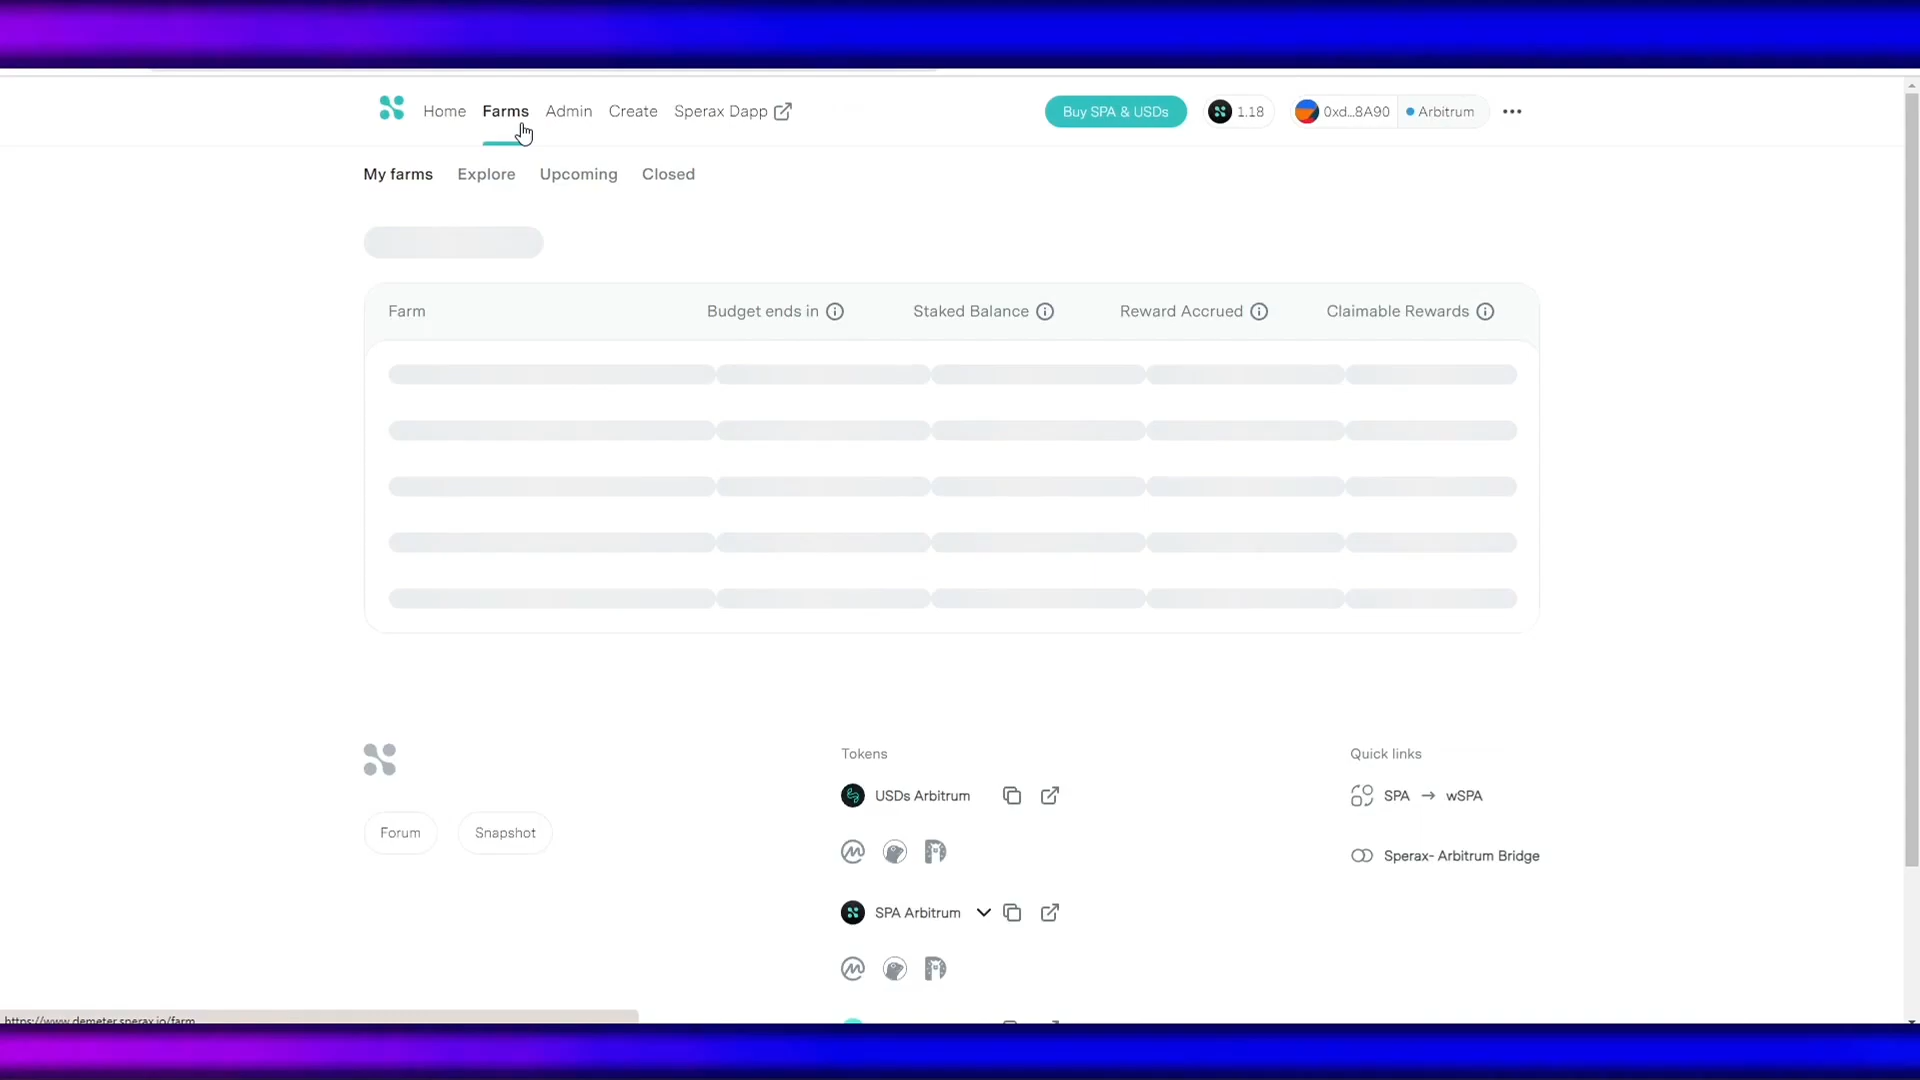 Home Farms Admin Create Sperax Dapp Buy SPA & USDs 1.18 0xd...8A90 Arbitrum
My farms Explore Upcoming Closed
Farm Budget ends in Staked Balance Reward Accrued Claimable Rewards
Tokens Quick links
USDs Arbitrum SPA → wSPA
Forum Snapshot
Sperax- Arbitrum Bridge
SPA Arbitrum
https://www.demeter.sperax.io/farm